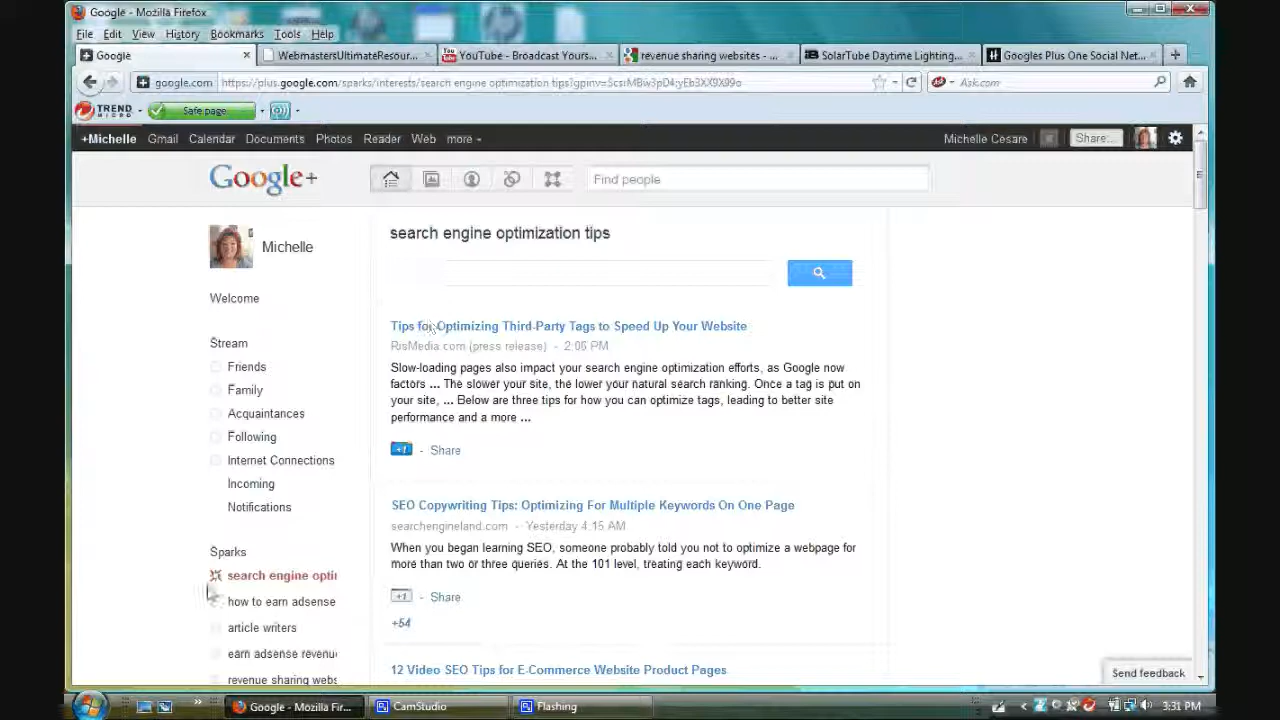 Google - Mozilla Firefox
File Edit View History Bookmarks Tools Help
Google
WebmastersUltimateResour...
YouTube - Broadcast Yours...
revenue sharing websites - ...
SolarTube Daytime Lighting...
Googles Plus One Social Net...
google.com
Ask.com
TREND MICRO
Safe page
+Michelle Gmail Calendar Documents Photos Reader Web more
Michelle Cesare
Share...
Google+
Find people
Michelle
Welcome
Stream
Friends
Family
Acquaintances
Following
Internet Connections
Incoming
Notifications
Sparks
search engine opti
how to earn adsense
article writers
earn adsense revenu
revenue sharing webs
search engine optimization tips
Tips for Optimizing Third-Party Tags to Speed Up Your Website
RisMedia.com (press release) - 2:06 PM
Slow-loading pages also impact your search engine optimization efforts, as Google now
factors ... The slower your site, the lower your natural search ranking. Once a tag is put on
your site, ... Below are three tips for how you can optimize tags, leading to better site
performance and a more ...
+1 - Share
SEO Copywriting Tips: Optimizing For Multiple Keywords On One Page
searchengineland.com - Yesterday 4:15 AM
When you began learning SEO, someone probably told you not to optimize a webpage for
more than two or three queries. At the 101 level, treating each keyword.
+1 - Share
+54
12 Video SEO Tips for E-Commerce Website Product Pages
Send feedback
Google - Mozilla Fir...
CamStudio
Flashing
3:31 PM